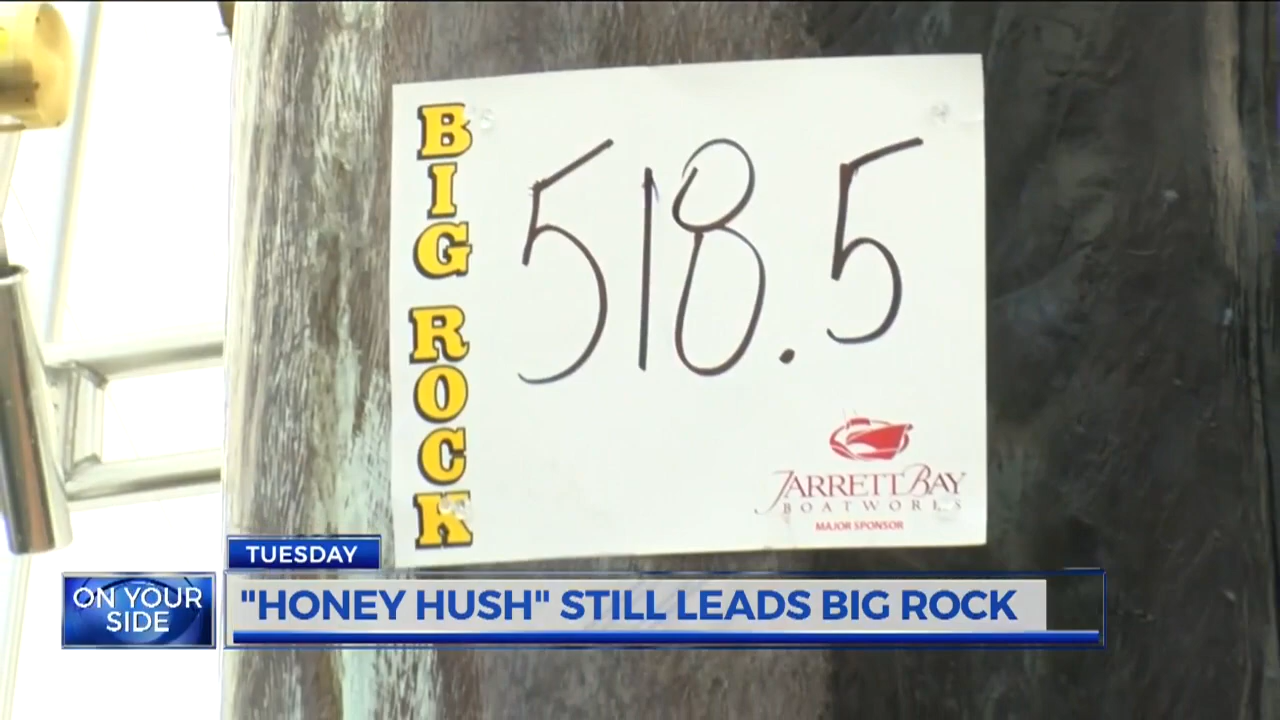 BIG ROCK
518.5
JARRETT BAY
BOATWORKS
MAJOR SPONSOR
TUESDAY
ON YOUR
SIDE
"HONEY HUSH" STILL LEADS BIG ROCK